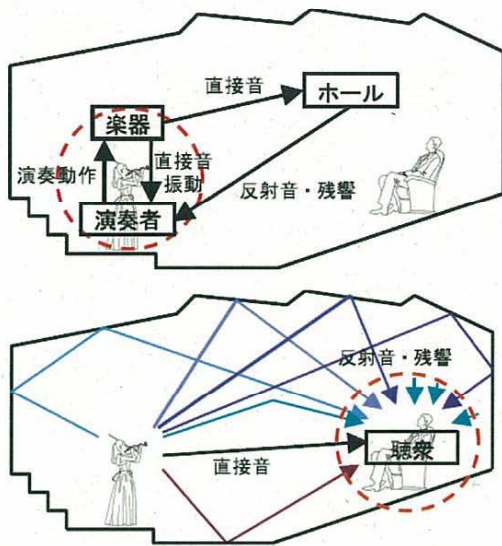 直接音
ホール
楽器
演奏動作
直接音
振動
反射音・残響
演奏者
反射音・残響
聴衆
直接音